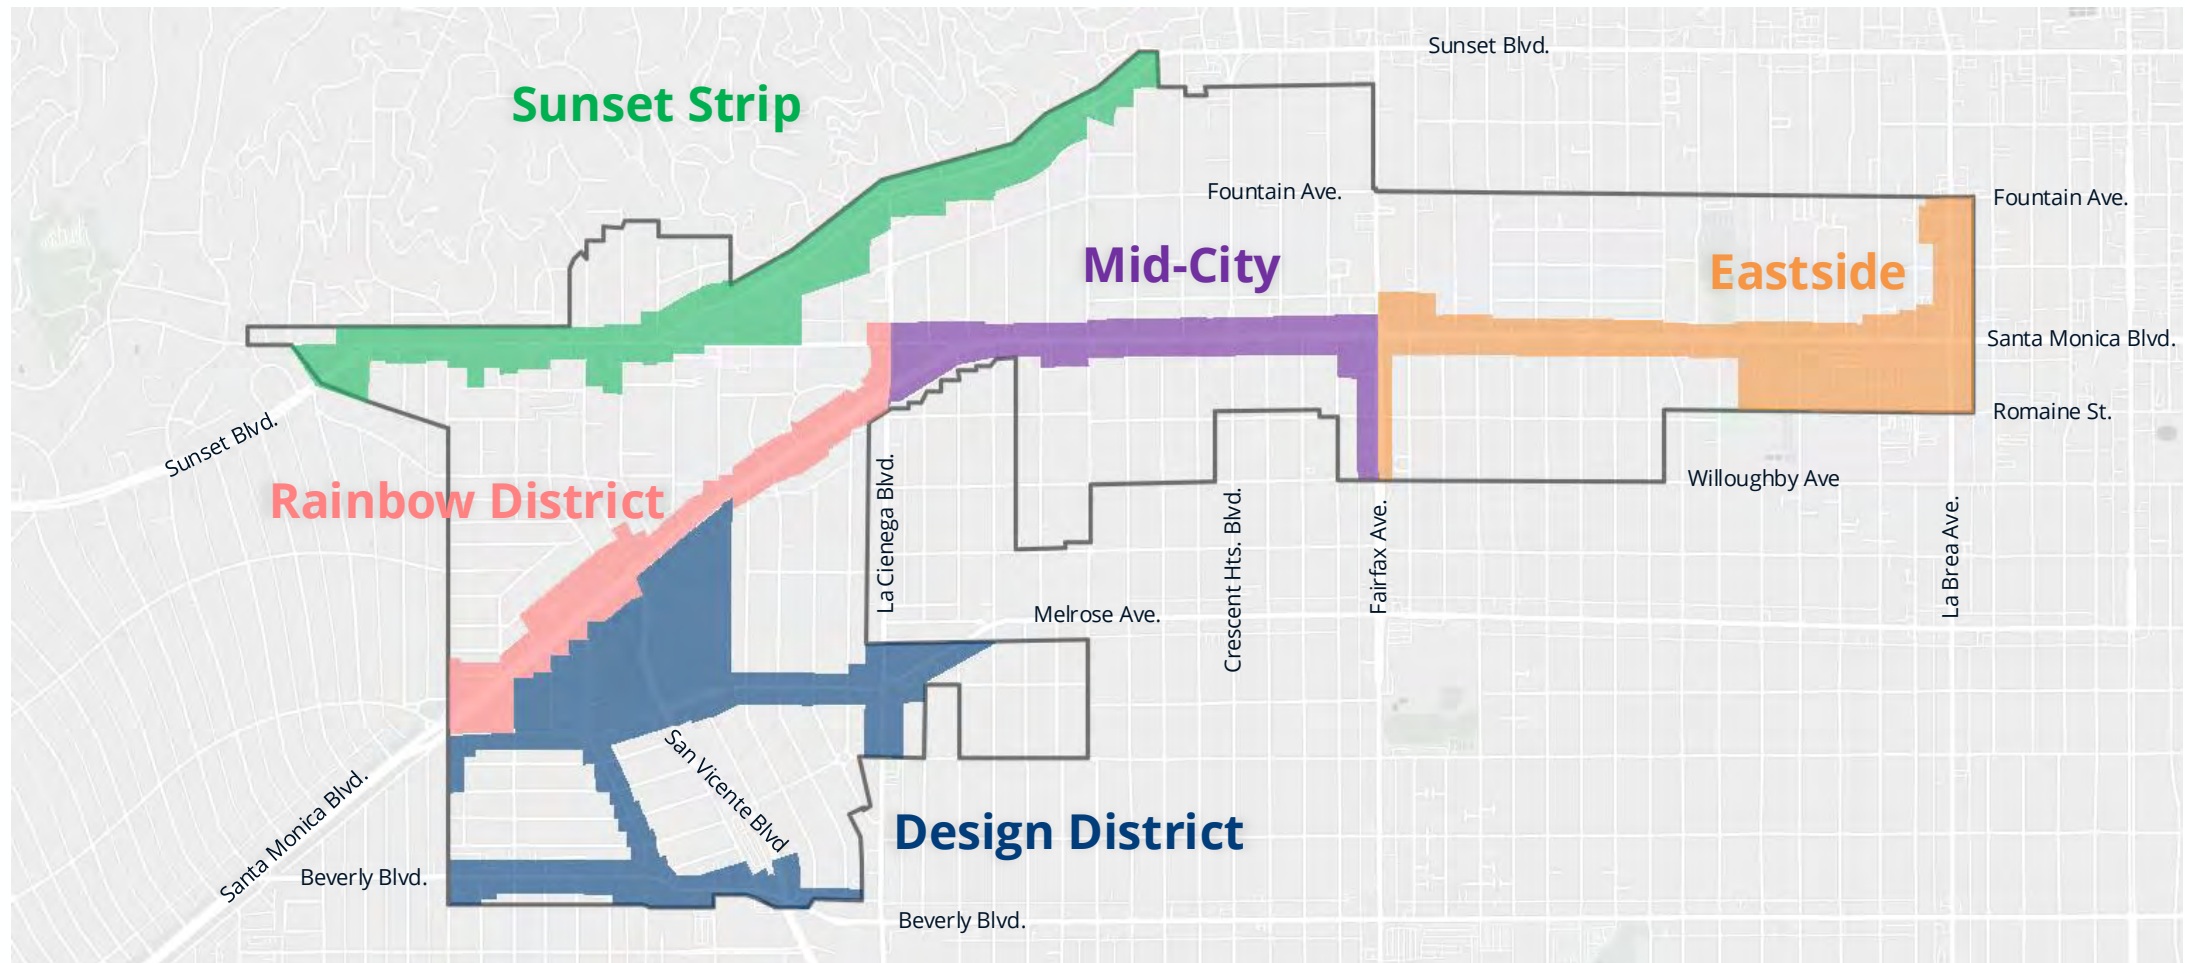 Sunset Blvd.
Sunset Strip
Fountain Ave.
Fountain Ave.
Mid-City
Eastside
Santa Monica Blvd.
Romaine St.
Sunset Blvd.
Rainbow District
Willoughby Ave
La Cienega Blvd.
Crescent Hts. Blvd.
Fairfax Ave.
La Brea Ave.
Melrose Ave.
San Vicente Blvd
Santa Monica Blvd.
Design District
Beverly Blvd.
Beverly Blvd.